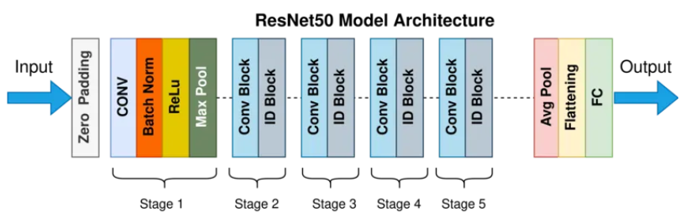 ResNet50 Model Architecture
Input
Zero Padding
CONV
Batch Norm
ReLu
Max Pool
Conv Block
ID Block
Conv Block
ID Block
Conv Block
ID Block
Conv Block
ID Block
Avg Pool
Flattening
FC
Output
Stage 1
Stage 2
Stage 3
Stage 4
Stage 5